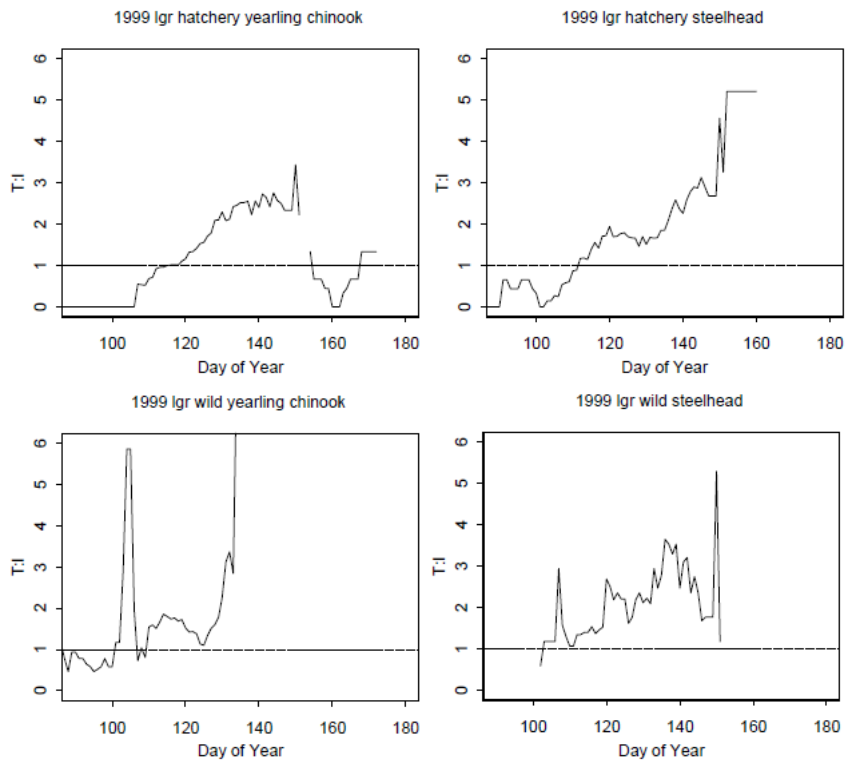 1999 lgr hatchery yearling chinook
T:I
6
5
4
3
2
1
0
100 120 140 160 180
Day of Year
1999 lgr hatchery steelhead
T:I
6
5
4
3
2
1
0
100 120 140 160 180
Day of Year
1999 lgr wild yearling chinook
T:I
6
5
4
3
2
1
0
100 120 140 160 180
Day of Year
1999 lgr wild steelhead
T:I
6
5
4
3
2
1
0
100 120 140 160 180
Day of Year